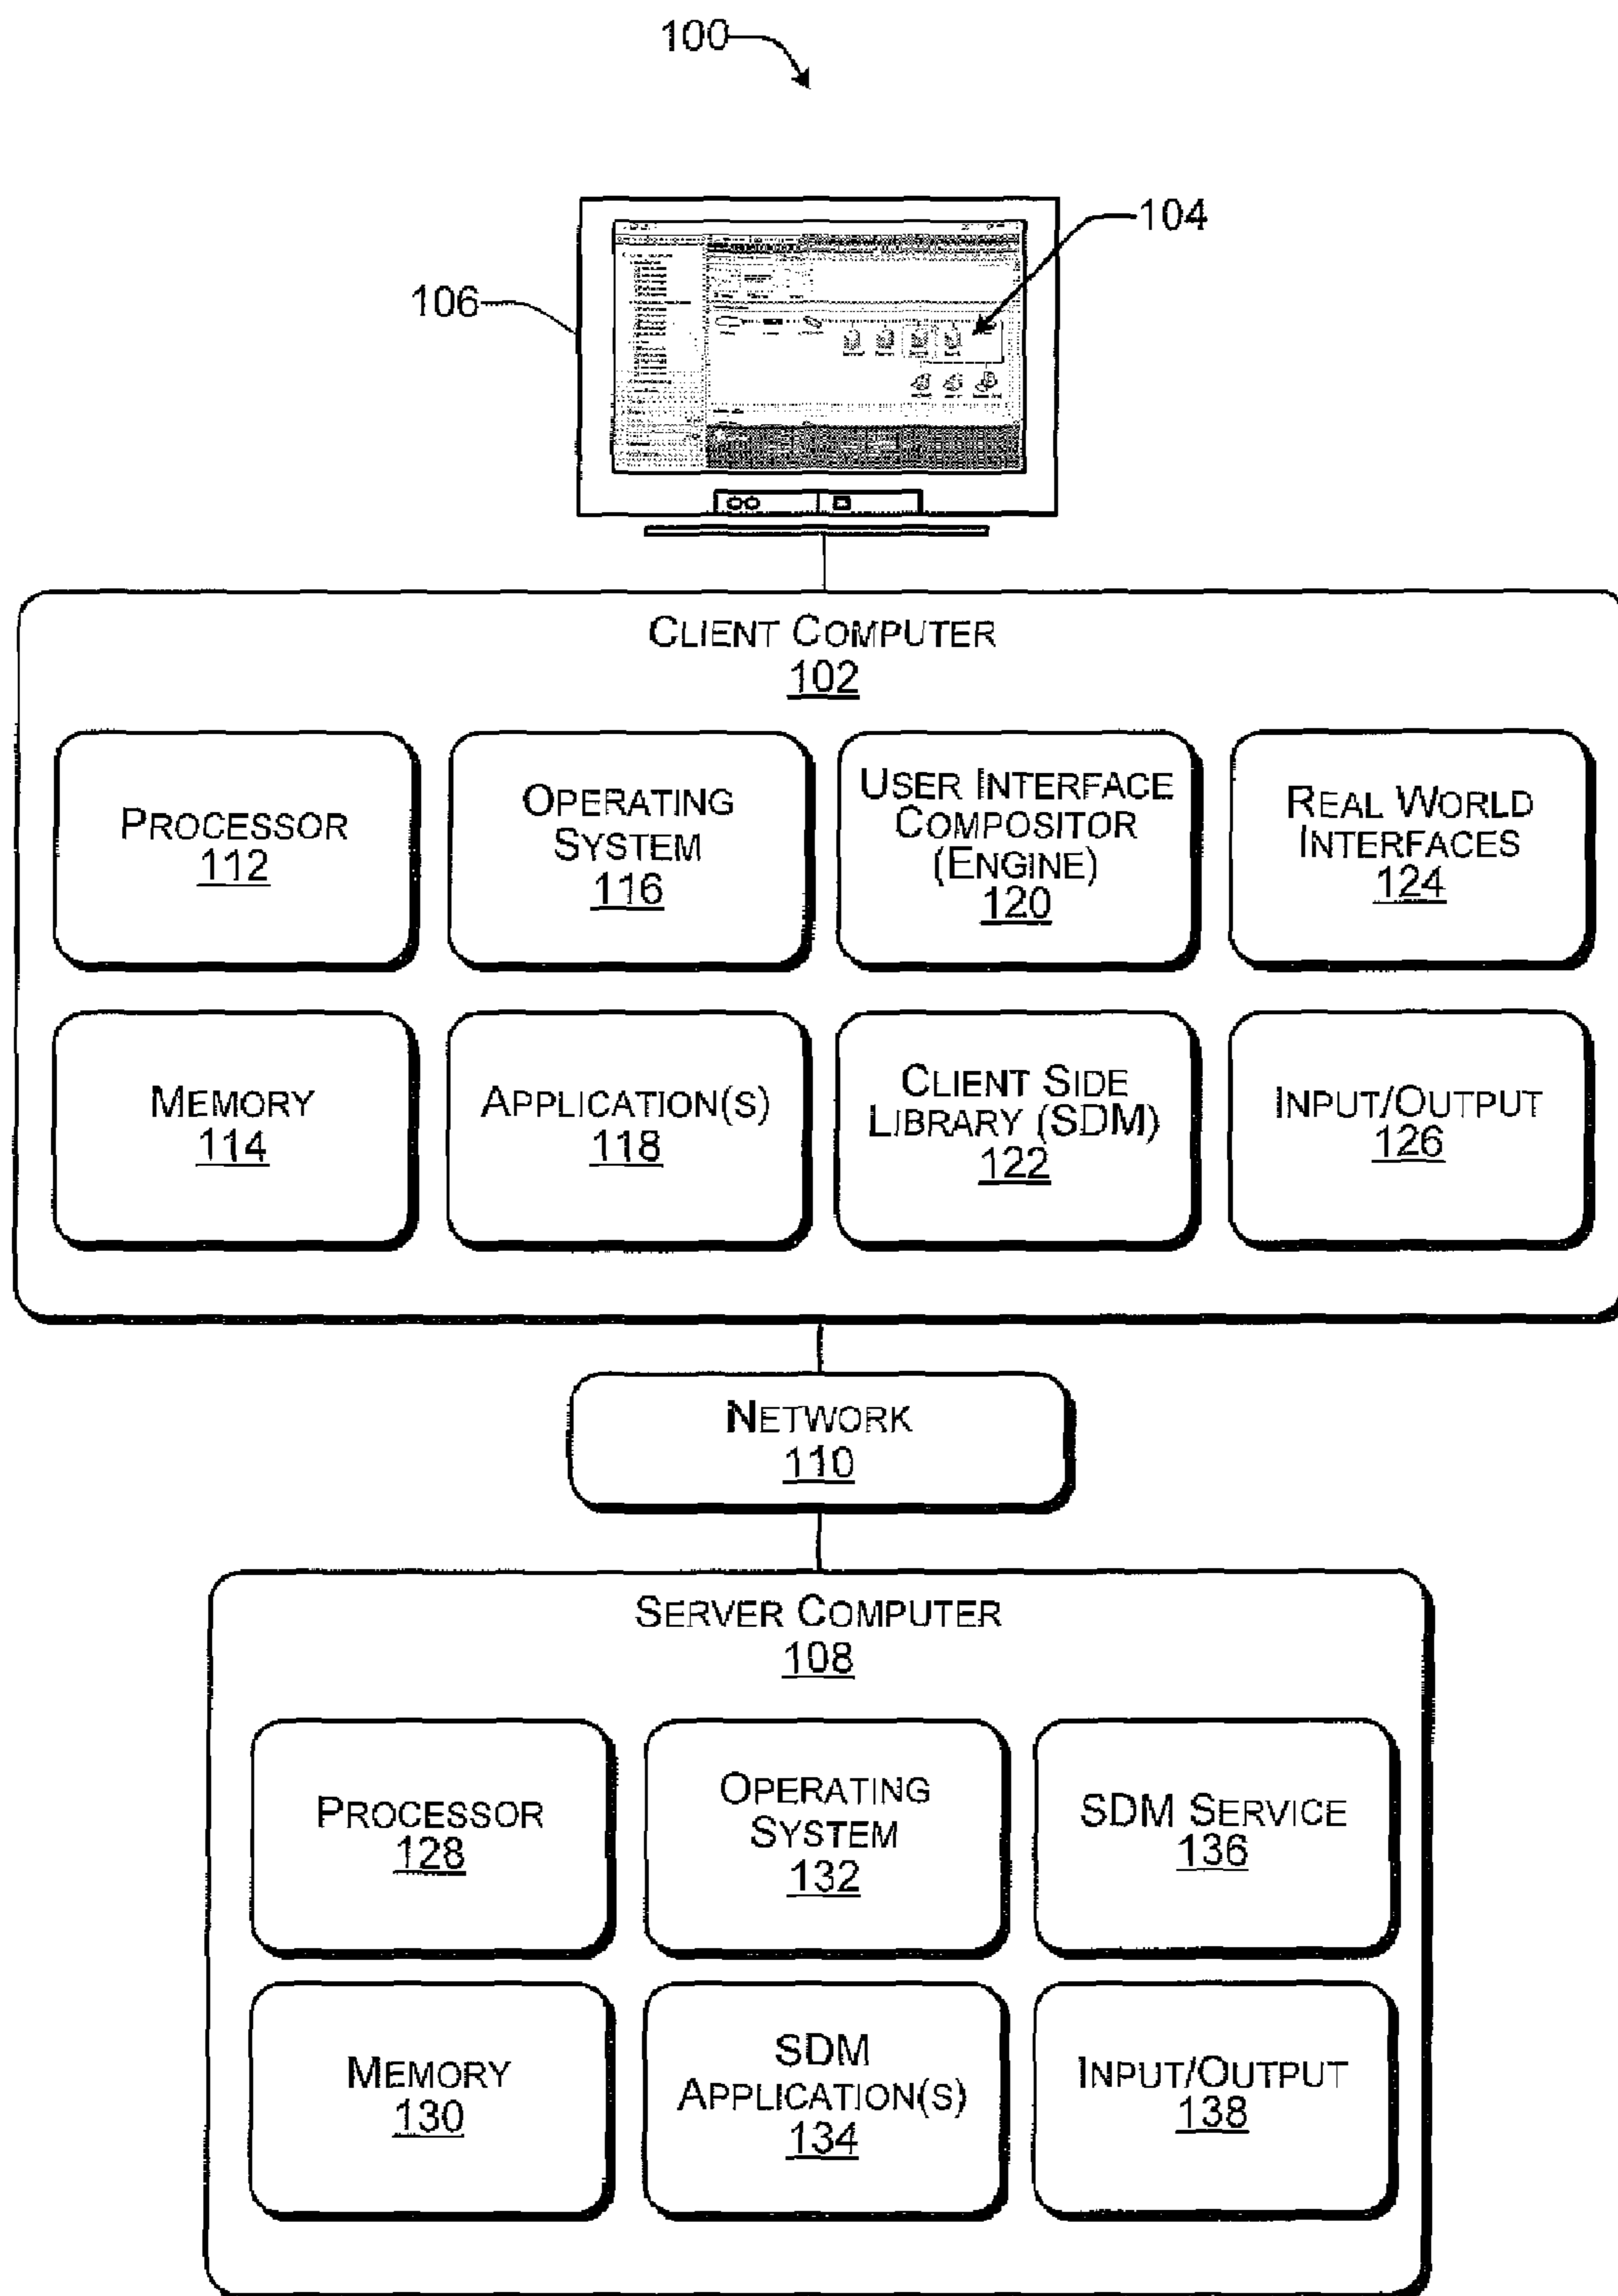 100
104
106
CLIENT COMPUTER
102
PROCESSOR
112
OPERATING
SYSTEM
116
USER INTERFACE
COMPOSITOR
(ENGINE)
120
REAL WORLD
INTERFACES
124
MEMORY
114
APPLICATION(S)
118
CLIENT SIDE
LIBRARY (SDM)
122
INPUT/OUTPUT
126
NETWORK
110
SERVER COMPUTER
108
PROCESSOR
128
OPERATING
SYSTEM
132
SDM SERVICE
136
MEMORY
130
SDM
APPLICATION(S)
134
INPUT/OUTPUT
138